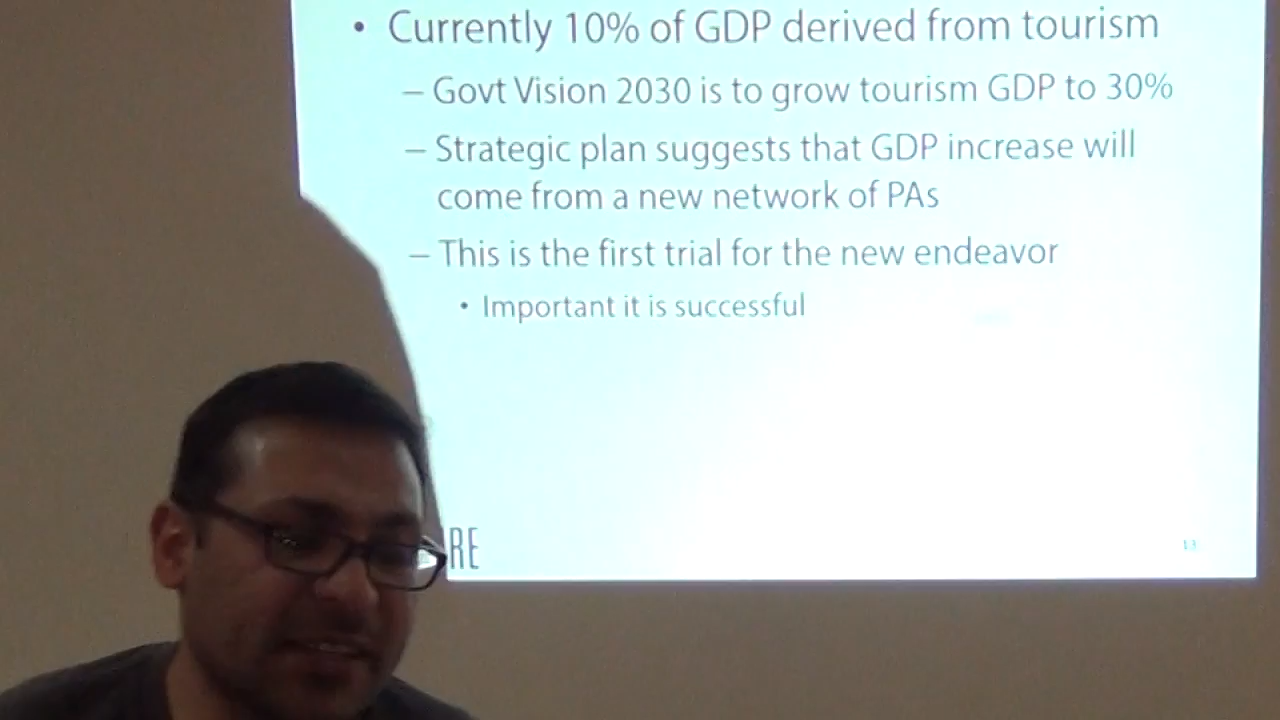 • Currently 10% of GDP derived from tourism
– Govt Vision 2030 is to grow tourism GDP to 30%
– Strategic plan suggests that GDP increase will
come from a new network of PAs
– This is the first trial for the new endeavor
• Important it is successful
RE
13